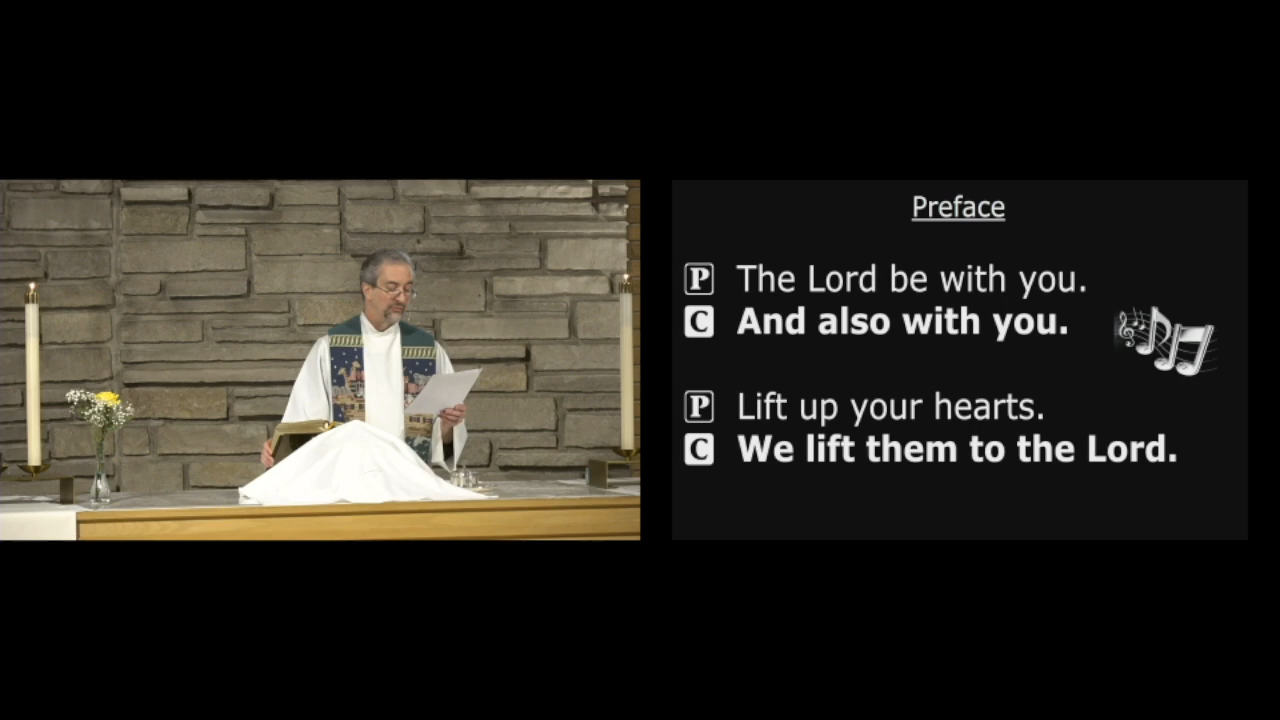 Preface
P The Lord be with you.
C And also with you.
P Lift up your hearts.
C We lift them to the Lord.